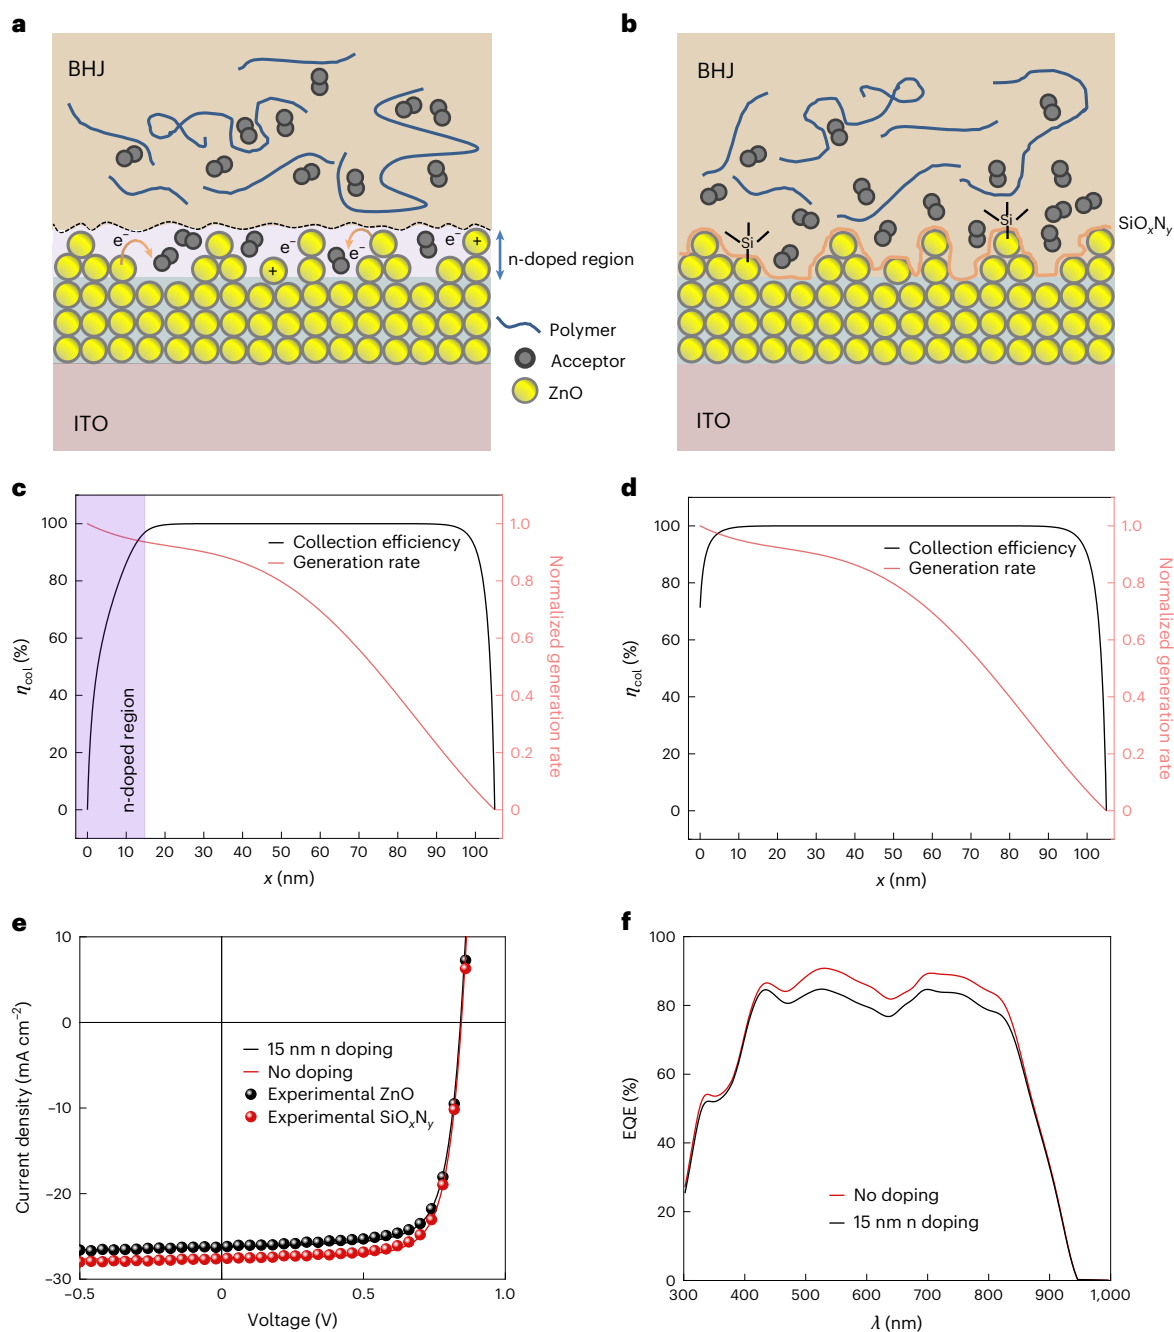 a
BHJ
e⁻
e⁻
e⁻
e⁻
+
+
n-doped region
Polymer
Acceptor
ZnO
ITO
b
BHJ
Si
Si
SiOₓNᵧ
ITO
c
100
80
60
40
20
0
η_col (%)
Collection efficiency
Generation rate
n-doped region
1.0
0.8
0.6
0.4
0.2
0
Normalized generation rate
0 10 20 30 40 50 60 70 80 90 100
x (nm)
d
100
80
60
40
20
0
η_col (%)
Collection efficiency
Generation rate
1.0
0.8
0.6
0.4
0.2
0
Normalized generation rate
0 10 20 30 40 50 60 70 80 90 100
x (nm)
e
10
0
−10
−20
−30
Current density (mA cm⁻²)
15 nm n doping
No doping
Experimental ZnO
Experimental SiOₓNᵧ
−0.5 0 0.5 1.0
Voltage (V)
f
100
80
60
40
20
0
EQE (%)
No doping
15 nm n doping
300 400 500 600 700 800 900 1,000
λ (nm)